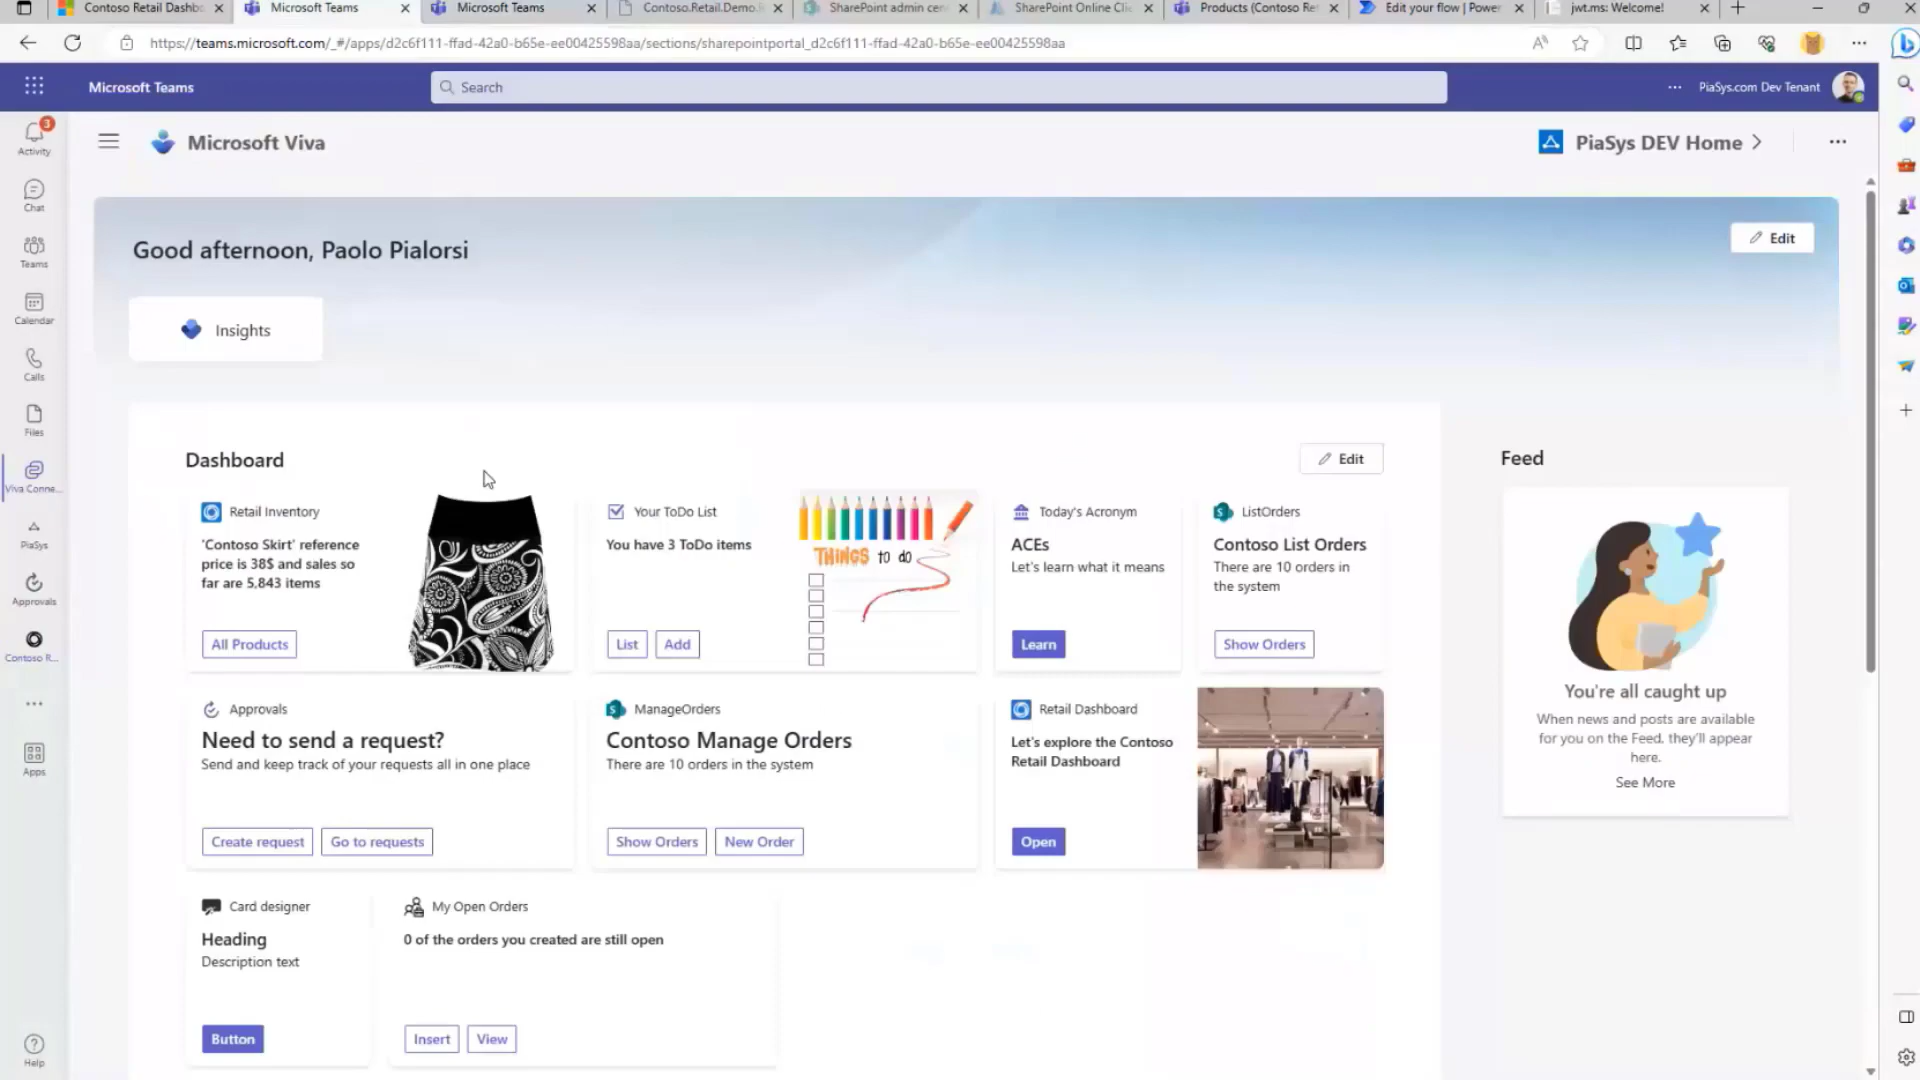 Contoso Retail Dashb
Microsoft Teams
Microsoft Teams
Contoso.Retail.Demo.
SharePoint admin cen
SharePoint Online Cli
Products (Contoso Re
Edit your flow | Power
jwt.ms: Welcome!
https://teams.microsoft.com/_#/apps/d2c6f111-ffad-42a0-b65e-ee00425598aa/sections/sharepointportal_d2c6f111-ffad-42a0-b65e-ee00425598aa
Microsoft Teams
Search
PiaSys.com Dev Tenant
3
Activity
Chat
Teams
Calendar
Calls
Files
Viva Conne...
PiaSys
Approvals
Contoso R...
Apps
Help
Microsoft Viva
PiaSys DEV Home
Good afternoon, Paolo Pialorsi
Edit
Insights
Dashboard
Edit
Retail Inventory
'Contoso Skirt' reference
price is 38$ and sales so
far are 5,843 items
All Products
Your ToDo List
You have 3 ToDo items
THINGS to do
List
Add
Today's Acronym
ACEs
Let's learn what it means
Learn
ListOrders
Contoso List Orders
There are 10 orders in
the system
Show Orders
Approvals
Need to send a request?
Send and keep track of your requests all in one place
Create request
Go to requests
ManageOrders
Contoso Manage Orders
There are 10 orders in the system
Show Orders
New Order
Retail Dashboard
Let's explore the Contoso
Retail Dashboard
Open
Card designer
Heading
Description text
Button
My Open Orders
0 of the orders you created are still open
Insert
View
Feed
You're all caught up
When news and posts are available
for you on the Feed, they'll appear
here.
See More